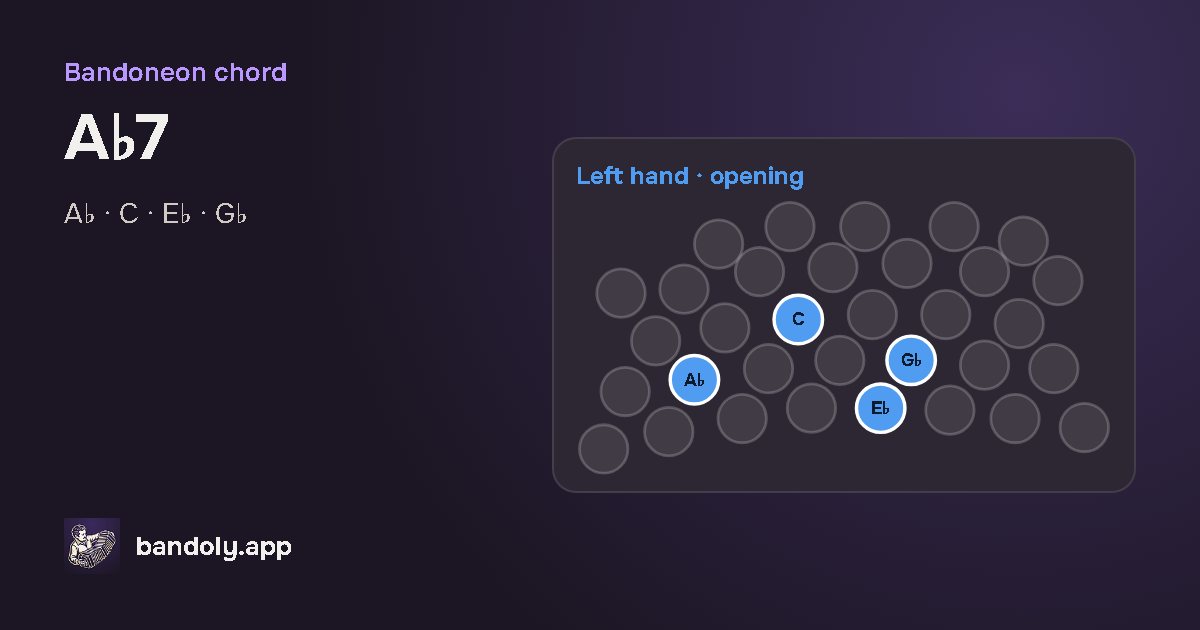 Bandoneon chord
A♭7
A♭ · C · E♭ · G♭
Left hand · opening
C
G♭
A♭
E♭
bandoly.app